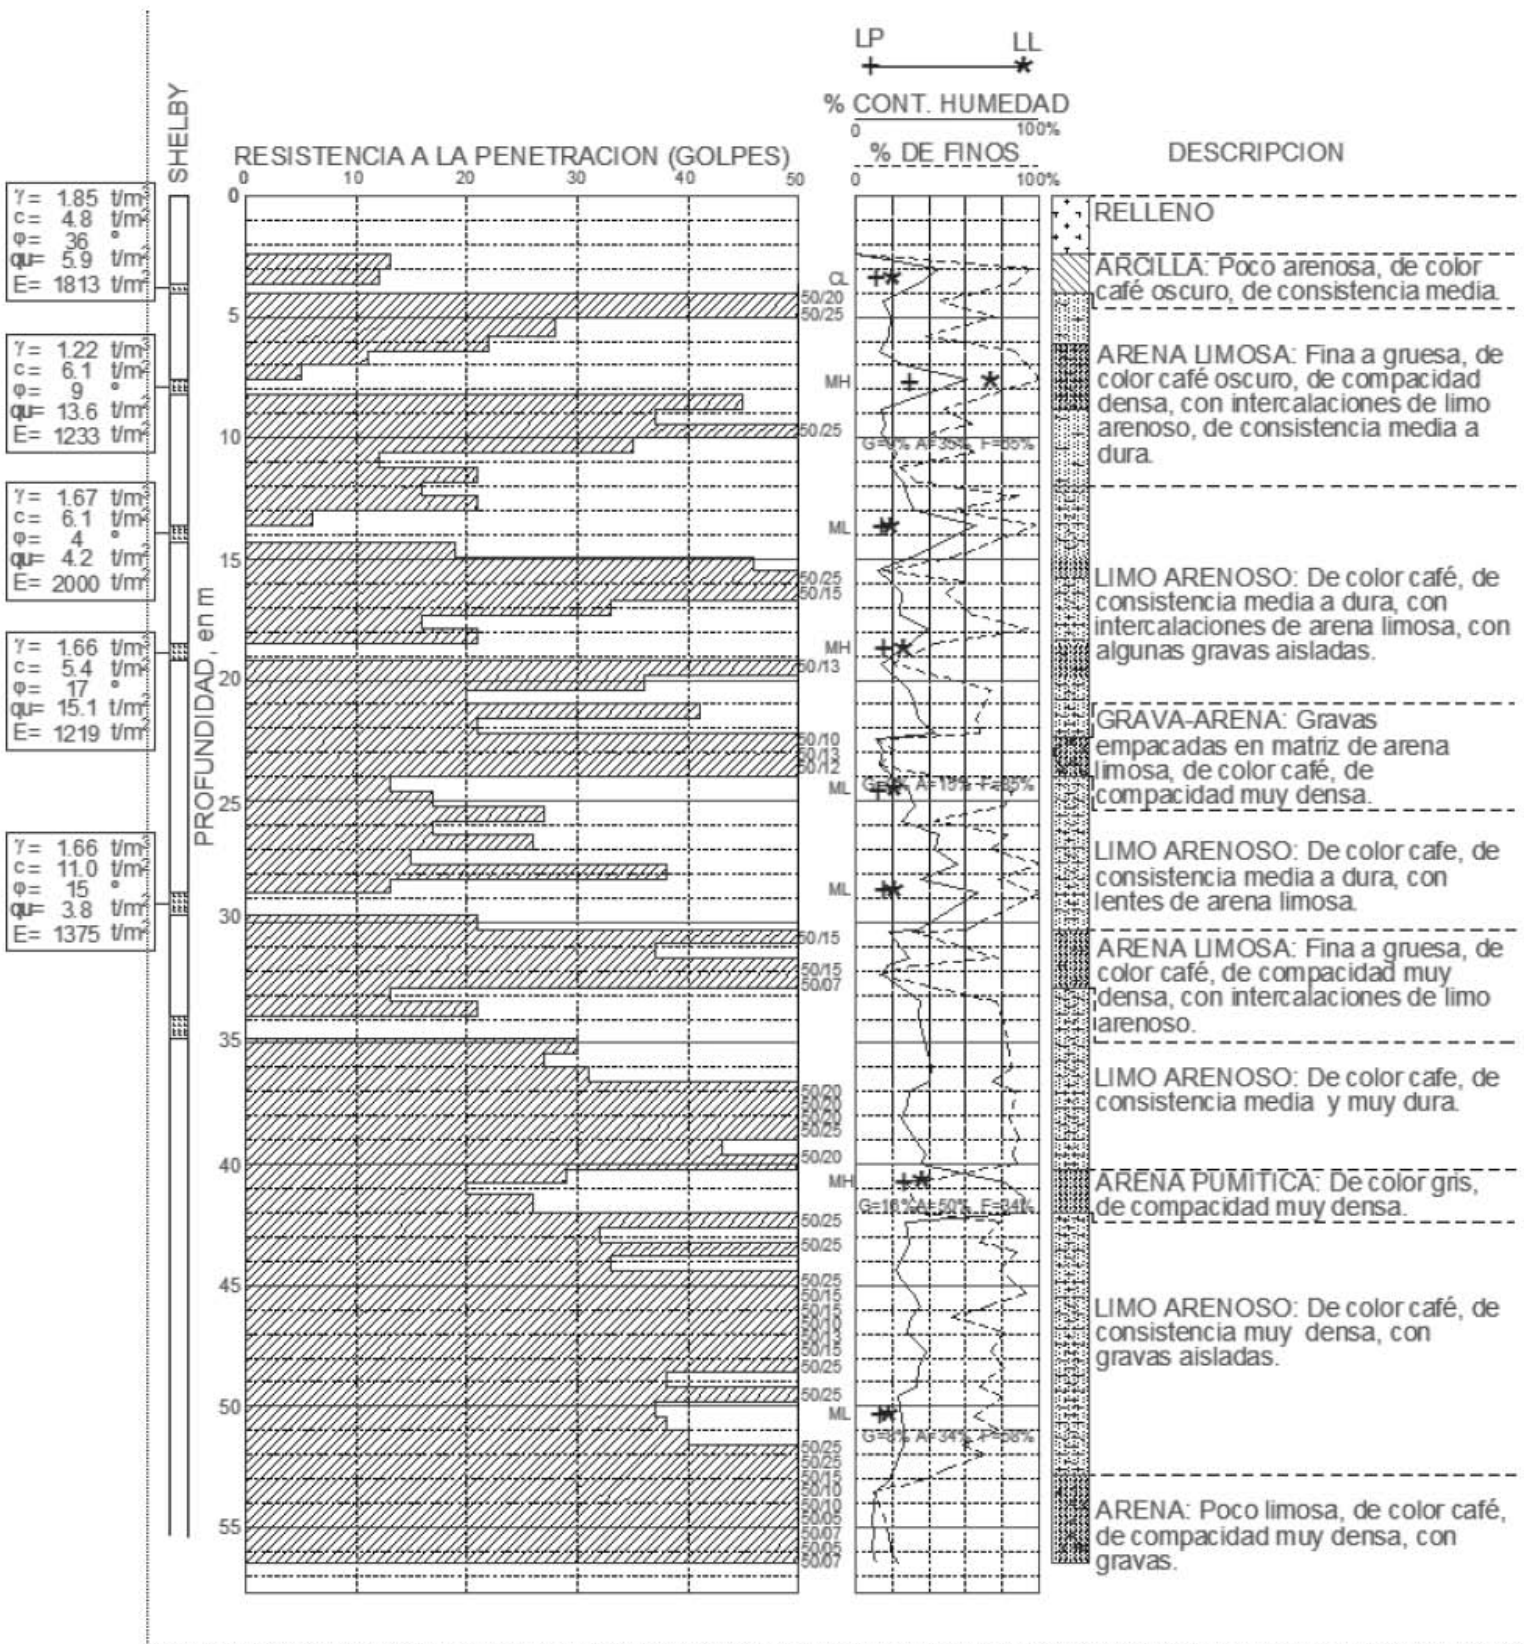 LP
LL
% CONT. HUMEDAD
0
100%
RESISTENCIA A LA PENETRACION (GOLPES)
% DE FINOS
DESCRIPCION
SHELBY
0
10
20
30
40
50
0
100%
γ = 1.85 t/m³
c = 4.8 t/m²
φ = 36 °
qu= 5.9 t/m²
E= 1813 t/m²
γ = 1.22 t/m³
c = 6.1 t/m²
φ = 9 °
qu= 13.6 t/m²
E= 1233 t/m²
γ = 1.67 t/m³
c = 6.1 t/m²
φ = 4 °
qu= 4.2 t/m²
E= 2000 t/m²
γ = 1.66 t/m³
c = 5.4 t/m²
φ = 17 °
qu= 15.1 t/m²
E= 1219 t/m²
γ = 1.66 t/m³
c = 11.0 t/m²
φ = 15 °
qu= 3.8 t/m²
E= 1375 t/m²
PROFUNDIDAD, en m
0
5
10
15
20
25
30
35
40
45
50
55
50/20
50/25
50/25
50/25
50/15
50/13
50/10
50/13
50/12
50/15
50/15
50/07
50/20
50/20
50/20
50/25
50/20
50/25
50/25
50/25
50/15
50/15
50/10
50/13
50/15
50/25
50/25
50/25
50/25
50/15
50/10
50/10
50/05
50/07
50/05
50/07
CL
MH
A=35% F=65%
ML
MH
ML
A=15% F=85%
ML
MH
G=16% A=50% F=34%
ML
G=8% A=34% F=58%
RELLENO
ARCILLA: Poco arenosa, de color
café oscuro, de consistencia media.
ARENA LIMOSA: Fina a gruesa, de
color café oscuro, de compacidad
densa, con intercalaciones de limo
arenoso, de consistencia media a
dura.
LIMO ARENOSO: De color café, de
consistencia media a dura, con
intercalaciones de arena limosa, con
algunas gravas aisladas.
GRAVA-ARENA: Gravas
empacadas en matriz de arena
limosa, de color café, de
compacidad muy densa.
LIMO ARENOSO: De color cafe, de
consistencia media a dura, con
lentes de arena limosa.
ARENA LIMOSA: Fina a gruesa, de
color café, de compacidad muy
densa, con intercalaciones de limo
arenoso.
LIMO ARENOSO: De color cafe, de
consistencia media y muy dura.
ARENA PUMITICA: De color gris,
de compacidad muy densa.
LIMO ARENOSO: De color café, de
consistencia muy densa, con
gravas aisladas.
ARENA: Poco limosa, de color café,
de compacidad muy densa, con
gravas.